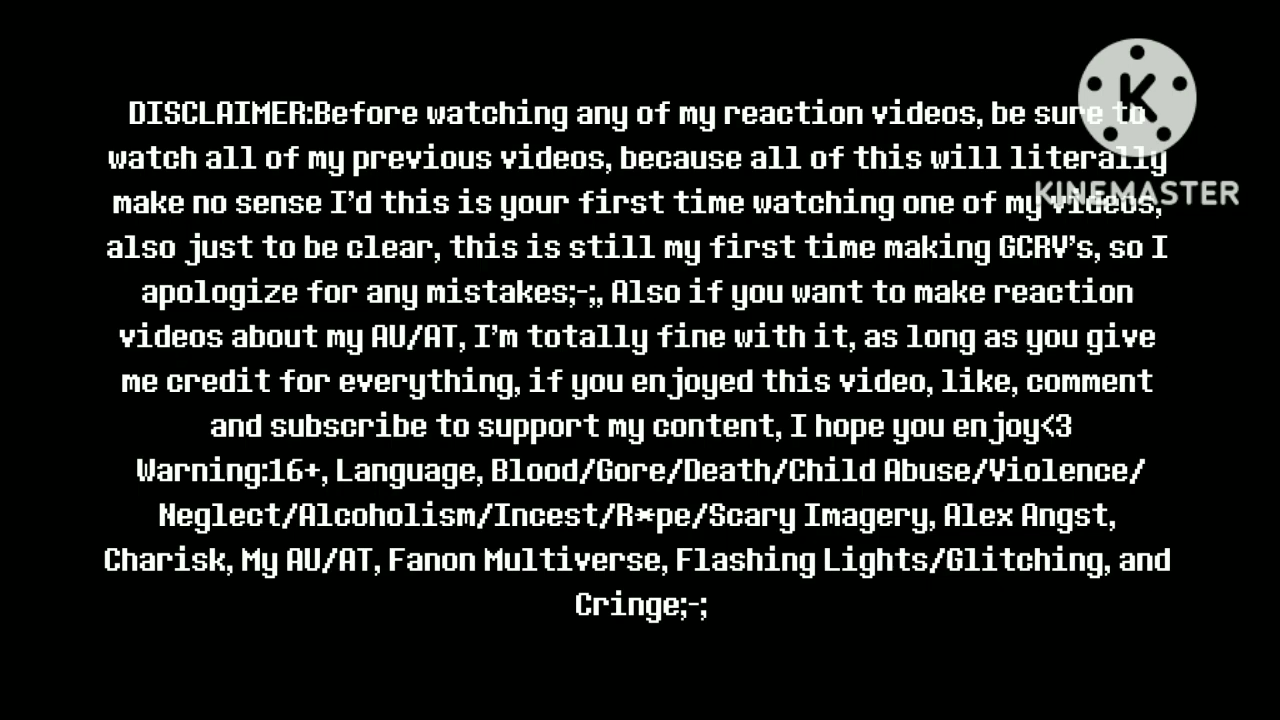 DISCLAIMER:Before watching any of my reaction videos, be sure to
watch all of my previous videos, because all of this will literally
make no sense I'd this is your first time watching one of my videos,
also just to be clear, this is still my first time making GCRV's, so I
apologize for any mistakes;-;, Also if you want to make reaction
videos about my AU/AT, I'm totally fine with it, as long as you give
me credit for everything, if you enjoyed this video, like, comment
and subscribe to support my content, I hope you enjoy<3
Warning:16+, Language, Blood/Gore/Death/Child Abuse/Violence/
Neglect/Alcoholism/Incest/R*pe/Scary Imagery, Alex Angst,
Charisk, My AU/AT, Fanon Multiverse, Flashing Lights/Glitching, and
Cringe;-;
K
KINEMASTER